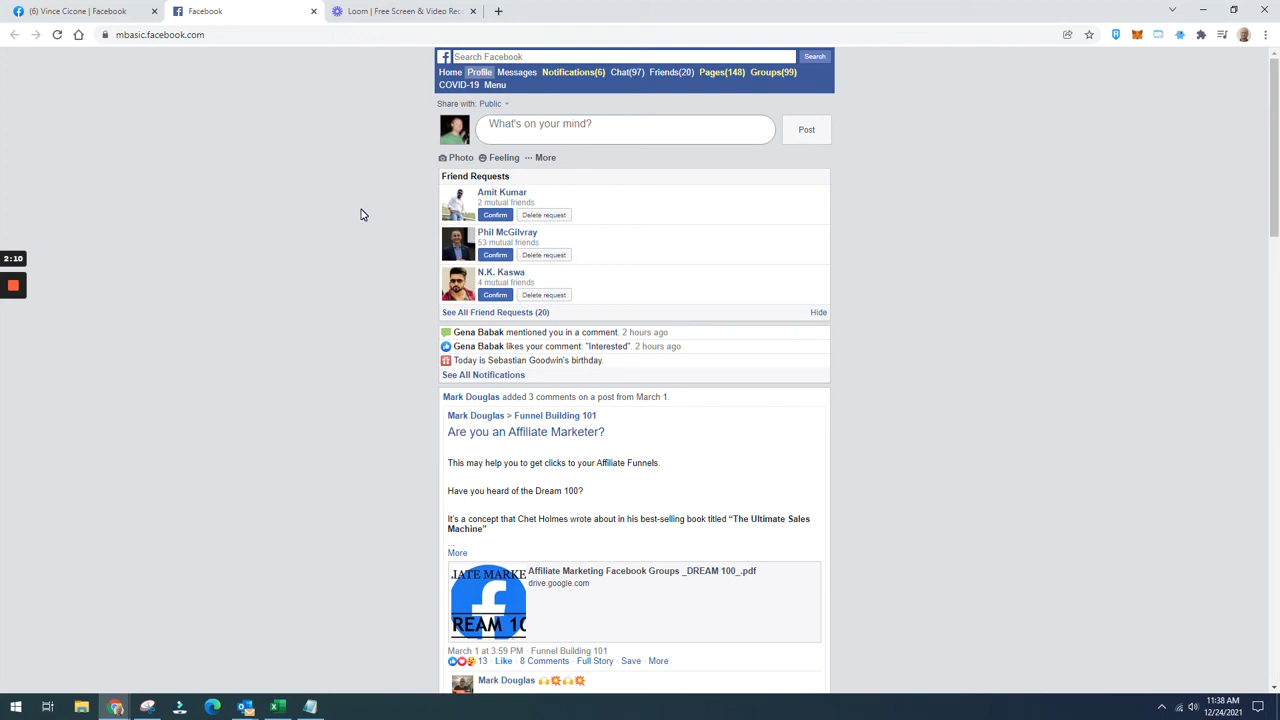 (6) Vince Cicone | Facebook
Facebook
Loom | Free Screen & Video Rec
mbasic.facebook.com
Search Facebook
Search
Home Profile Messages Notifications(6) Chat(97) Friends(20) Pages(148) Groups(99)
COVID-19 Menu
Share with: Public
What's on your mind?
Post
Photo Feeling ··· More
Friend Requests
Amit Kumar
2 mutual friends
Confirm Delete request
Phil McGilvray
53 mutual friends
Confirm Delete request
2:10
N.K. Kaswa
4 mutual friends
Confirm Delete request
See All Friend Requests (20) Hide
Gena Babak mentioned you in a comment. 2 hours ago
Gena Babak likes your comment: "Interested". 2 hours ago
Today is Sebastian Goodwin's birthday.
See All Notifications
Mark Douglas added 3 comments on a post from March 1.
Mark Douglas > Funnel Building 101
Are you an Affiliate Marketer?
This may help you to get clicks to your Affiliate Funnels.
Have you heard of the Dream 100?
It's a concept that Chet Holmes wrote about in his best-selling book titled “The Ultimate Sales
Machine”
...
More
.IATE MARKE
REAM 10
Affiliate Marketing Facebook Groups _DREAM 100_.pdf
drive.google.com
March 1 at 3:59 PM · Funnel Building 101
13 · Like · 8 Comments · Full Story · Save · More
Mark Douglas 🙌💥🙌💥
11:38 AM
12/24/2021